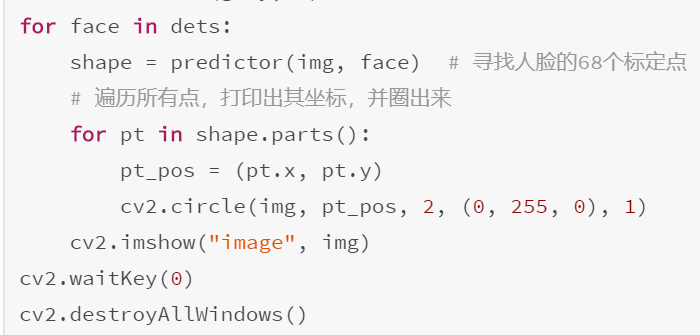 for face in dets:
    shape = predictor(img, face)  # 寻找人脸的68个标定点
    # 遍历所有点，打印出其坐标，并圈出来
    for pt in shape.parts():
        pt_pos = (pt.x, pt.y)
        cv2.circle(img, pt_pos, 2, (0, 255, 0), 1)
    cv2.imshow("image", img)
cv2.waitKey(0)
cv2.destroyAllWindows()